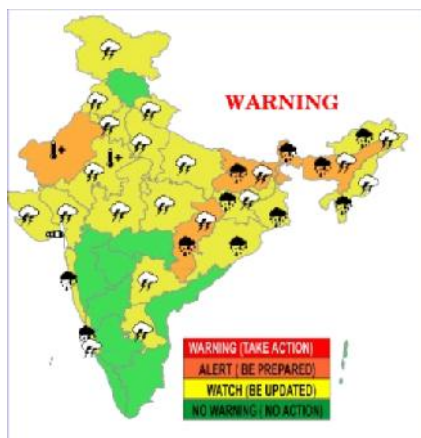 WARNING
WARNING (TAKE ACTION)
ALERT ( BE PREPARED)
WATCH (BE UPDATED)
NO WARNING ( NO ACTION)